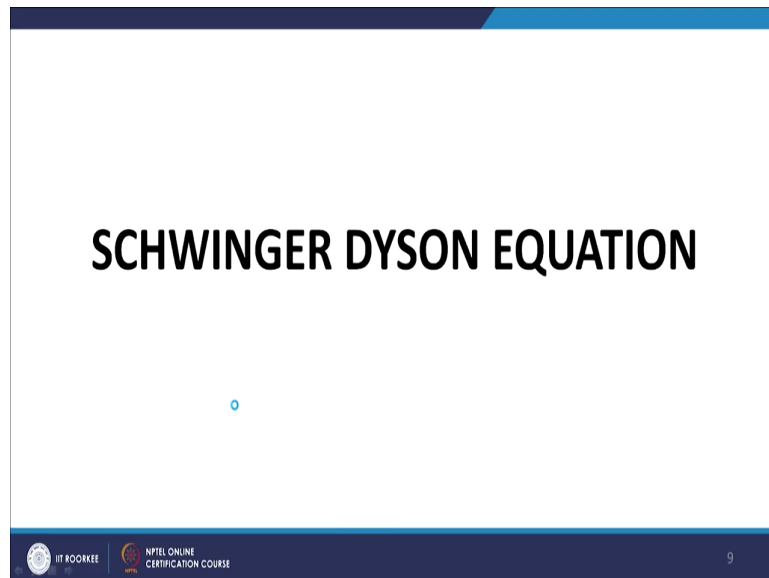 SCHWINGER DYSON EQUATION
IIT ROORKEE
NPTEL ONLINE
CERTIFICATION COURSE
9